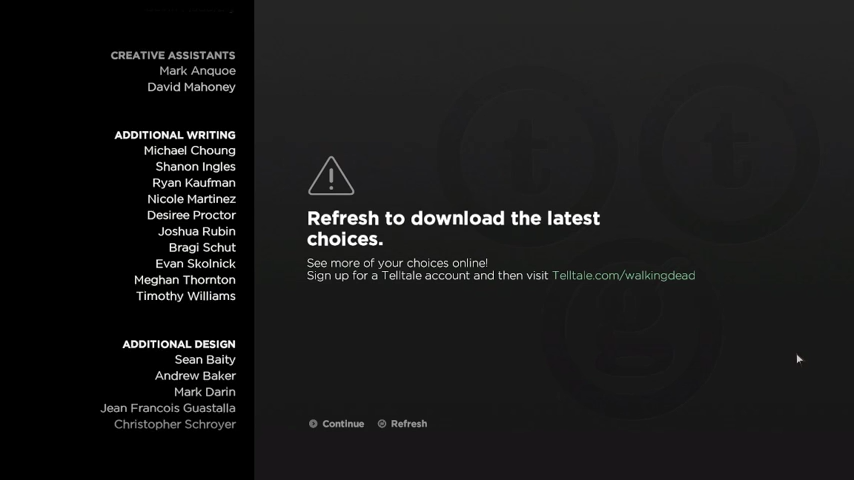 CREATIVE ASSISTANTS
Mark Anquoe
David Mahoney
ADDITIONAL WRITING
Michael Choung
Shanon Ingles
Ryan Kaufman
Nicole Martinez
Desiree Proctor
Joshua Rubin
Bragi Schut
Evan Skolnick
Meghan Thornton
Timothy Williams
ADDITIONAL DESIGN
Sean Baity
Andrew Baker
Mark Darin
Jean Francois Guastalla
Christopher Schroyer
Refresh to download the latest
choices.
See more of your choices online!
Sign up for a Telltale account and then visit Telltale.com/walkingdead
Continue Refresh
t t
g